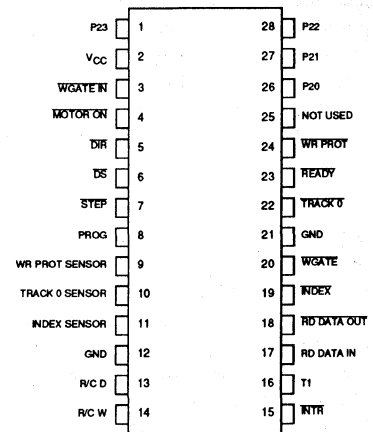 P23 1 28 P22
VCC 2 27 P21
WGATE IN 3 26 P20
MOTOR ON 4 25 NOT USED
DIR 5 24 WR PROT
DS 6 23 READY
STEP 7 22 TRACK 0
PROG 8 21 GND
WR PROT SENSOR 9 20 WGATE
TRACK 0 SENSOR 10 19 INDEX
INDEX SENSOR 11 18 RD DATA OUT
GND 12 17 RD DATA IN
R/C D 13 16 T1
R/C W 14 15 INTR